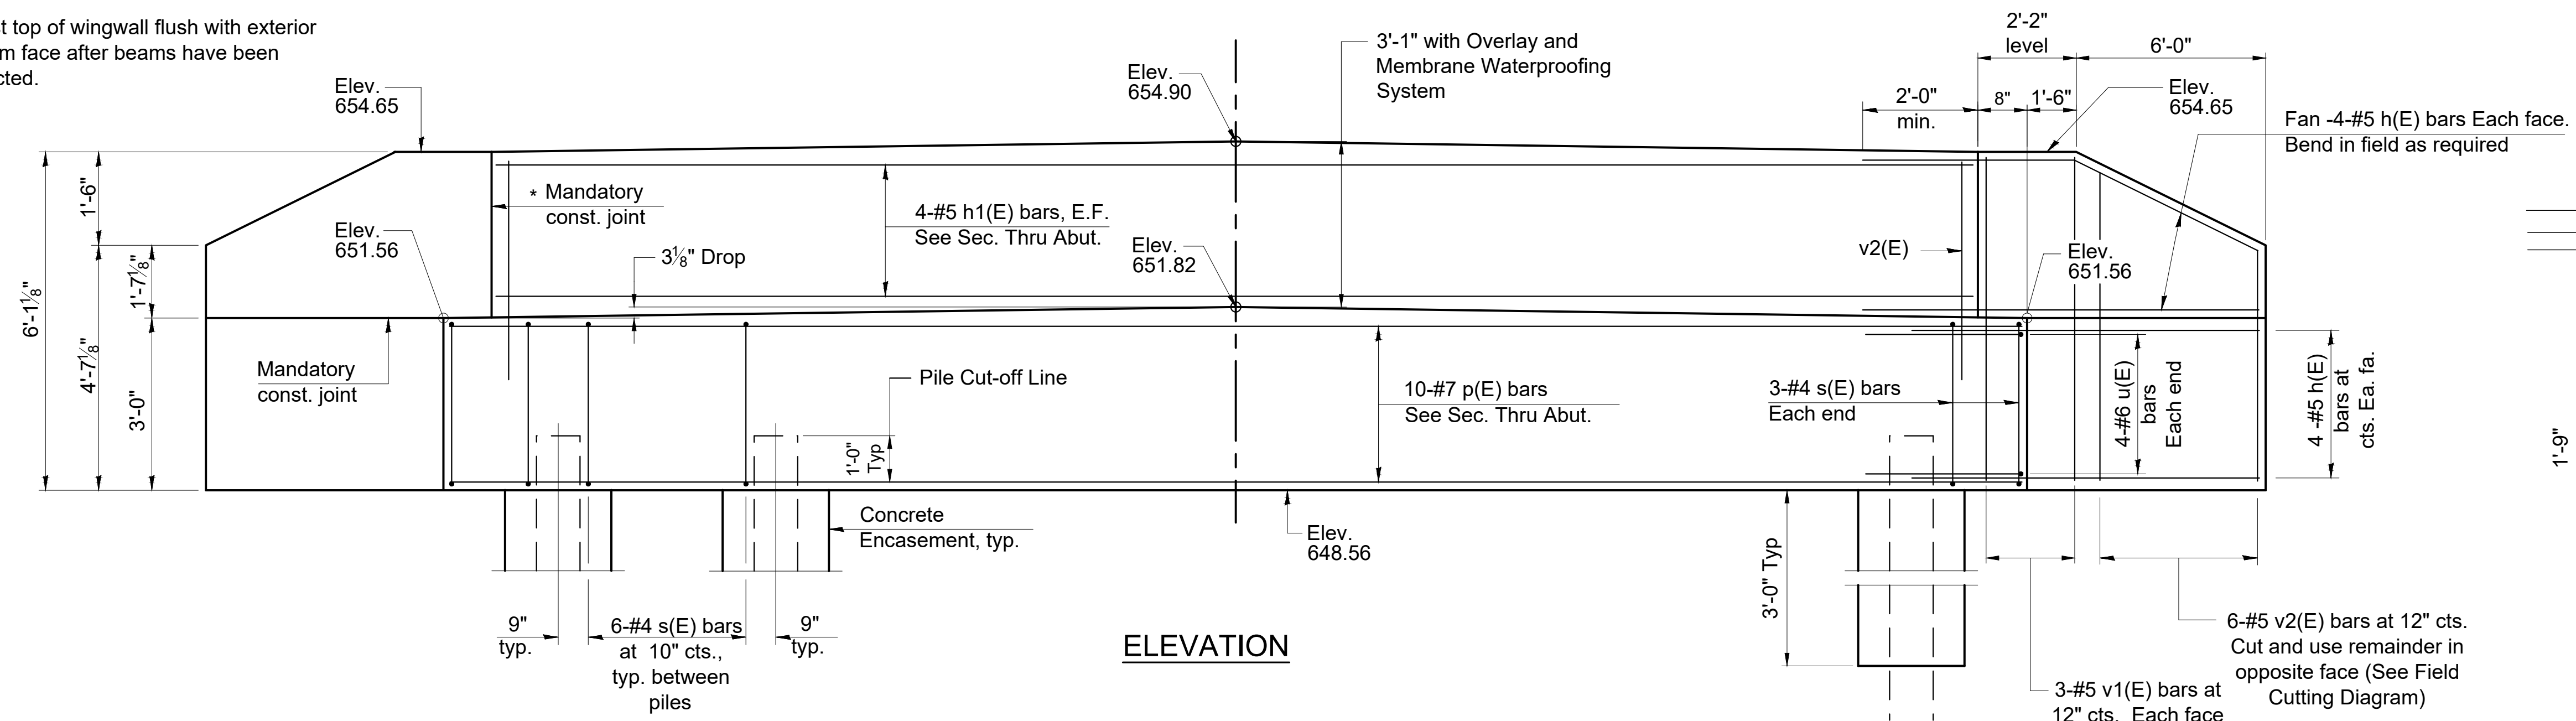 t top of wingwall flush with exterior
m face after beams have been
cted.
Elev.
654.65
Elev.
654.90
3'-1" with Overlay and
Membrane Waterproofing
System
2'-2"
level
6'-0"
2'-0"
min.
8"
1'-6"
Elev.
654.65
Fan -4-#5 h(E) bars Each face.
Bend in field as required
6'-1⅛"
1'-6"
4'-7⅛"
1'-7⅛"
3'-0"
* Mandatory
const. joint
Elev.
651.56
3⅛" Drop
4-#5 h1(E) bars, E.F.
See Sec. Thru Abut.
Elev.
651.82
v2(E)
Elev.
651.56
Mandatory
const. joint
Pile Cut-off Line
1'-0"
Typ
10-#7 p(E) bars
See Sec. Thru Abut.
3-#4 s(E) bars
Each end
4-#6 u(E)
bars
Each end
4 -#5 h(E)
bars at
cts. Ea. fa.
1'-9"
Concrete
Encasement, typ.
Elev.
648.56
3'-0" Typ
9"
typ.
6-#4 s(E) bars
at 10" cts.,
typ. between
piles
9"
typ.
ELEVATION
6-#5 v2(E) bars at 12" cts.
Cut and use remainder in
opposite face (See Field
Cutting Diagram)
3-#5 v1(E) bars at
12" cts. Each face